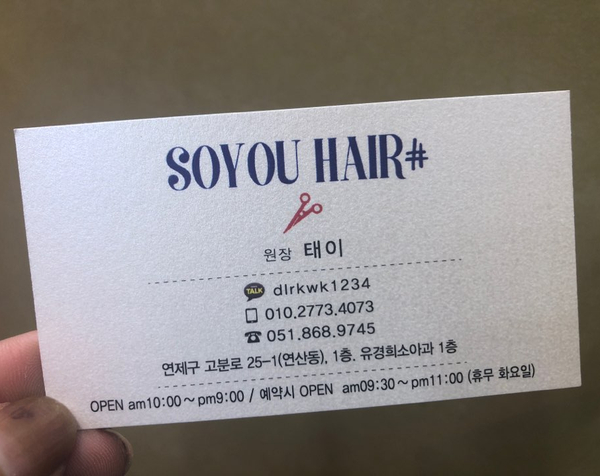 SOYOU HAIR#
원장 태이
TALK dlrkwk1234
010.2773.4073
051.868.9745
연제구 고분로 25-1(연산동), 1층. 유경희소아과 1층
OPEN am10:00~pm9:00 / 예약시 OPEN am09:30~pm11:00 (휴무 화요일)